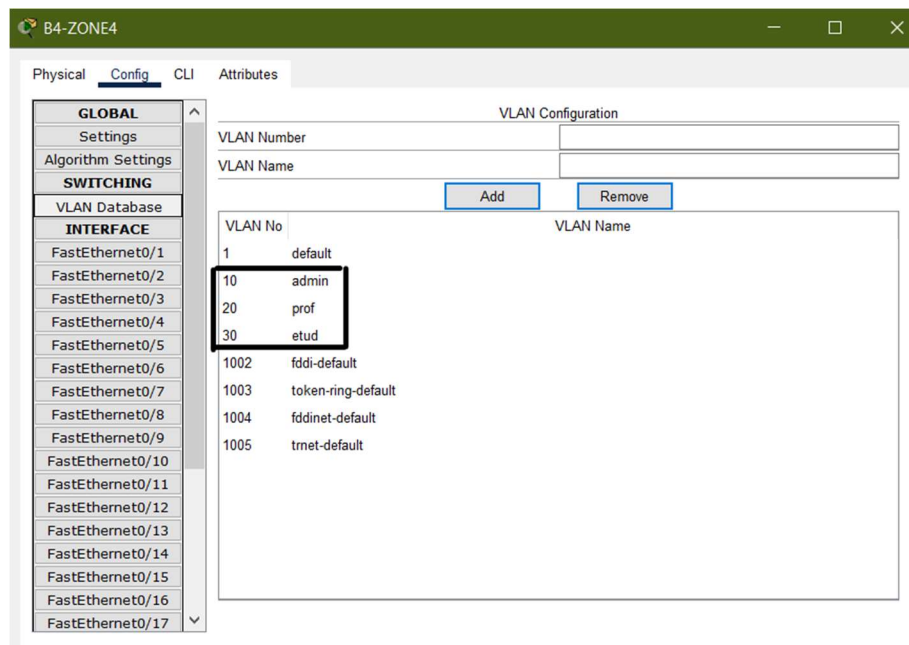 B4-ZONE4
Physical Config CLI Attributes
GLOBAL
Settings
Algorithm Settings
SWITCHING
VLAN Database
INTERFACE
FastEthernet0/1
FastEthernet0/2
FastEthernet0/3
FastEthernet0/4
FastEthernet0/5
FastEthernet0/6
FastEthernet0/7
FastEthernet0/8
FastEthernet0/9
FastEthernet0/10
FastEthernet0/11
FastEthernet0/12
FastEthernet0/13
FastEthernet0/14
FastEthernet0/15
FastEthernet0/16
FastEthernet0/17
VLAN Configuration
VLAN Number
VLAN Name
Add Remove
VLAN No VLAN Name
1 default
10 admin
20 prof
30 etud
1002 fddi-default
1003 token-ring-default
1004 fddinet-default
1005 trnet-default